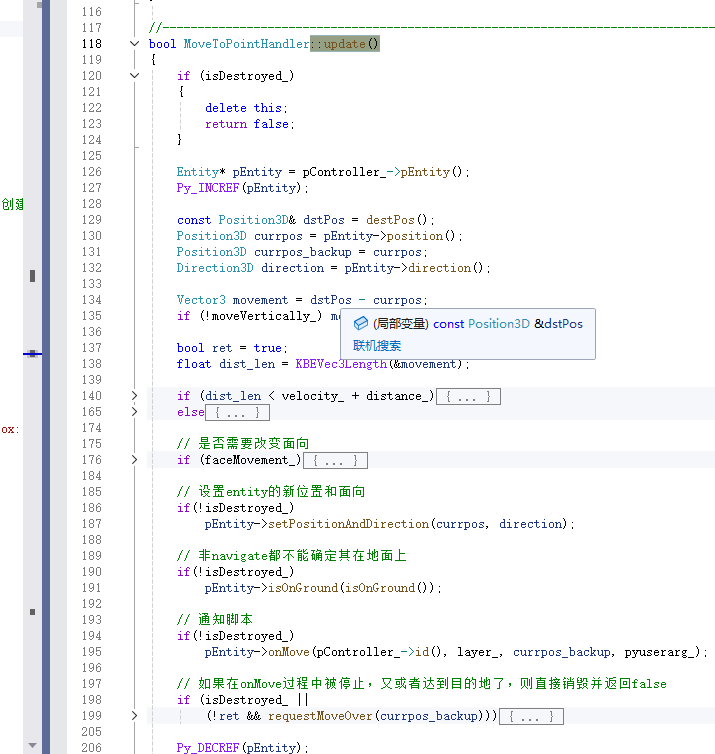 116
117 //----------------------------------------------------------------------
118 bool MoveToPointHandler::update()
119 {
120 if (isDestroyed_)
121 {
122 delete this;
123 return false;
124 }
125
126 Entity* pEntity = pController_->pEntity();
创建
127 Py_INCREF(pEntity);
128
129 const Position3D& dstPos = destPos();
130 Position3D currpos = pEntity->position();
131 Position3D currpos_backup = currpos;
132 Direction3D direction = pEntity->direction();
133
134 Vector3 movement = dstPos - currpos;
135 if (!moveVertically_) m
(局部变量) const Position3D &dstPos
136
联机搜索
137 bool ret = true;
138 float dist_len = KBEVec3Length(&movement);
139
140 if (dist_len < velocity_ + distance_){ ... }
165 else{ ... }
ox:
174
175 // 是否需要改变面向
176 if (faceMovement_){ ... }
184
185 // 设置entity的新位置和面向
186 if(!isDestroyed_)
187 pEntity->setPositionAndDirection(currpos, direction);
188
189 // 非navigate都不能确定其在地面上
190 if(!isDestroyed_)
191 pEntity->isOnGround(isOnGround());
192
193 // 通知脚本
194 if(!isDestroyed_)
195 pEntity->onMove(pController_->id(), layer_, currpos_backup, pyuserarg_);
196
197 // 如果在onMove过程中被停止，又或者达到目的地了，则直接销毁并返回false
198 if (isDestroyed_ ||
199 (!ret && requestMoveOver(currpos_backup))){ ... }
205
206 Py_DECREF(pEntity);